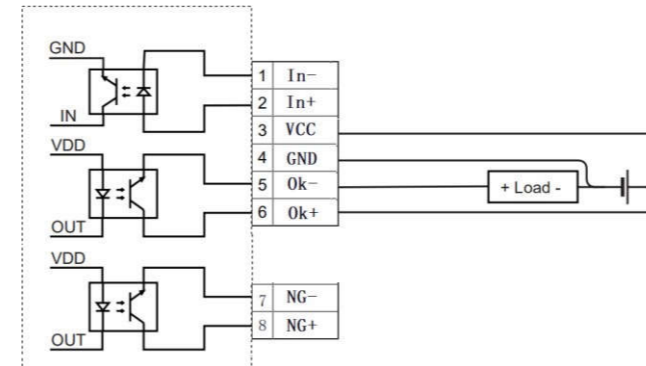 GND
1 In-
IN
2 In+
VDD
3 VCC
4 GND
5 Ok-
+ Load -
OUT
6 Ok+
VDD
7 NG-
8 NG+
OUT